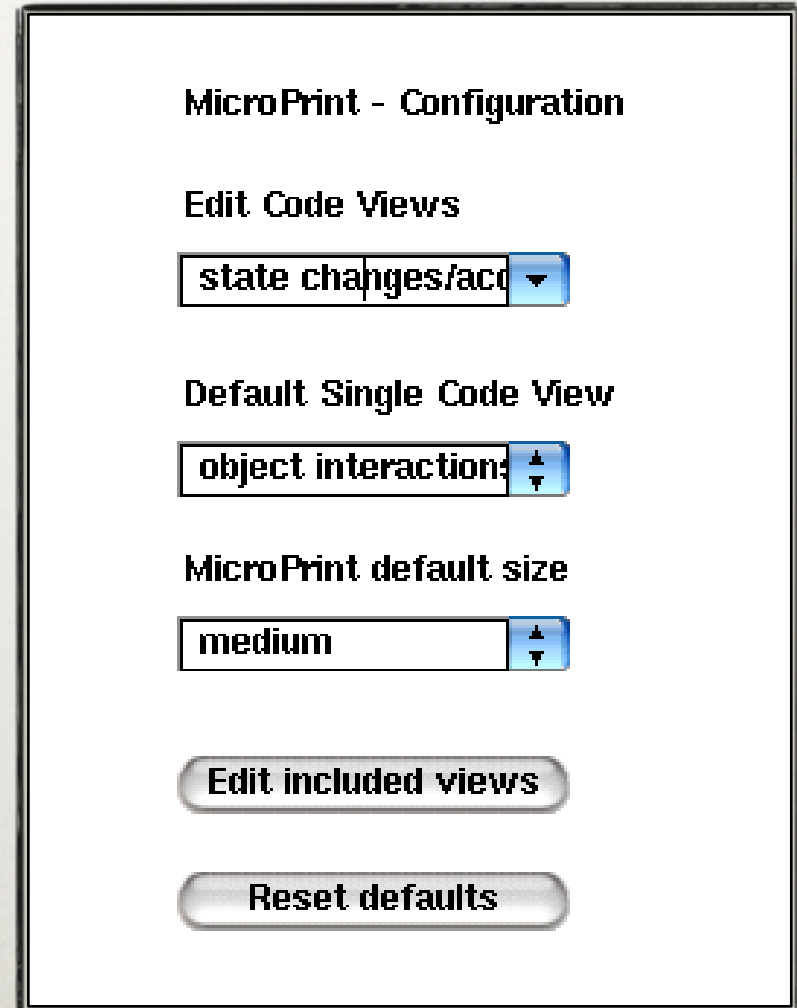 MicroPrint - Configuration
Edit Code Views
state changes/acc
Default Single Code View
object interactions
MicroPrint default size
medium
Edit included views
Reset defaults